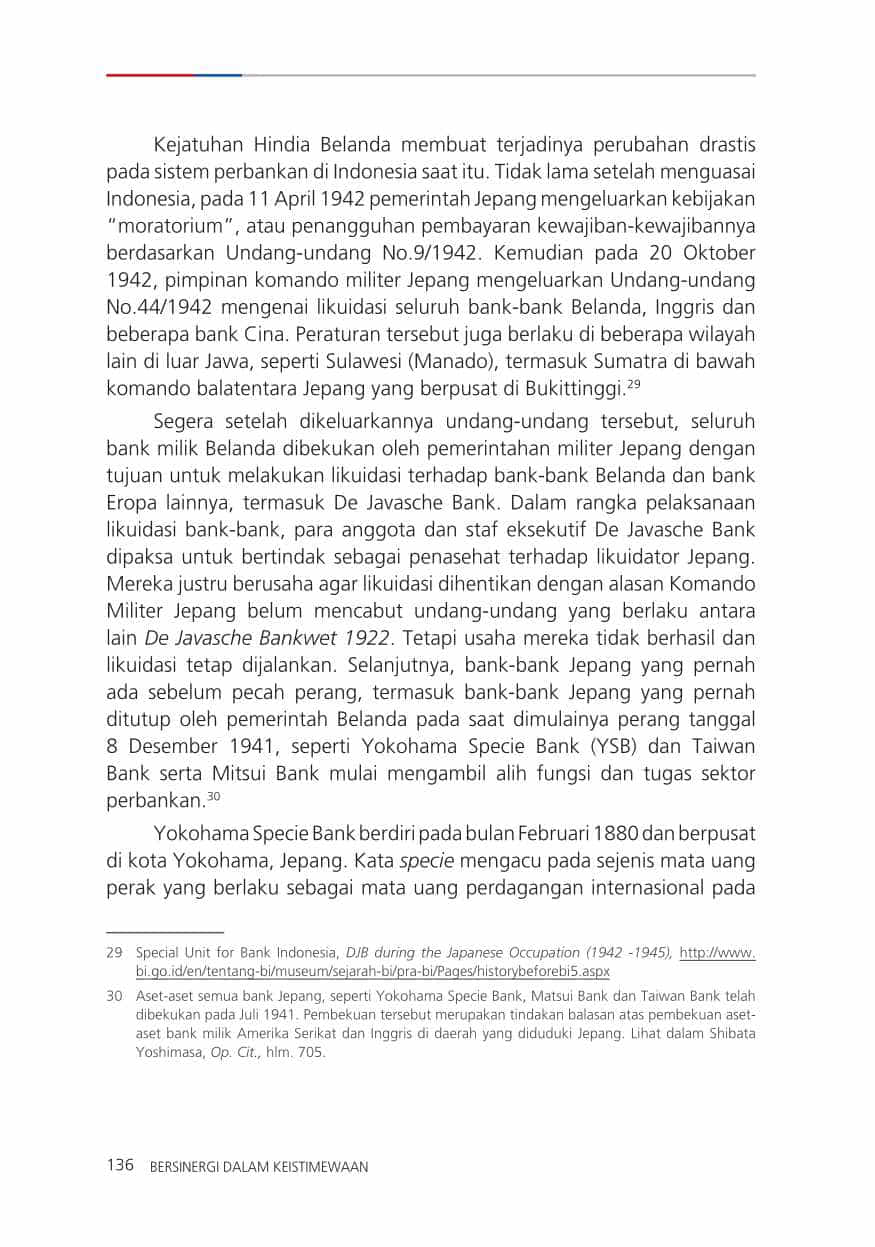 Kejatuhan Hindia Belanda membuat terjadinya perubahan drastis
pada sistem perbankan di Indonesia saat itu. Tidak lama setelah menguasai
Indonesia, pada 11 April 1942 pemerintah Jepang mengeluarkan kebijakan
“moratorium”, atau penangguhan pembayaran kewajiban-kewajibannya
berdasarkan Undang-undang No.9/1942. Kemudian pada 20 Oktober
1942, pimpinan komando militer Jepang mengeluarkan Undang-undang
No.44/1942 mengenai likuidasi seluruh bank-bank Belanda, Inggris dan
beberapa bank Cina. Peraturan tersebut juga berlaku di beberapa wilayah
lain di luar Jawa, seperti Sulawesi (Manado), termasuk Sumatra di bawah
komando balatentara Jepang yang berpusat di Bukittinggi.29
Segera setelah dikeluarkannya undang-undang tersebut, seluruh
bank milik Belanda dibekukan oleh pemerintahan militer Jepang dengan
tujuan untuk melakukan likuidasi terhadap bank-bank Belanda dan bank
Eropa lainnya, termasuk De Javasche Bank. Dalam rangka pelaksanaan
likuidasi bank-bank, para anggota dan staf eksekutif De Javasche Bank
dipaksa untuk bertindak sebagai penasehat terhadap likuidator Jepang.
Mereka justru berusaha agar likuidasi dihentikan dengan alasan Komando
Militer Jepang belum mencabut undang-undang yang berlaku antara
lain De Javasche Bankwet 1922. Tetapi usaha mereka tidak berhasil dan
likuidasi tetap dijalankan. Selanjutnya, bank-bank Jepang yang pernah
ada sebelum pecah perang, termasuk bank-bank Jepang yang pernah
ditutup oleh pemerintah Belanda pada saat dimulainya perang tanggal
8 Desember 1941, seperti Yokohama Specie Bank (YSB) dan Taiwan
Bank serta Mitsui Bank mulai mengambil alih fungsi dan tugas sektor
perbankan.30
Yokohama Specie Bank berdiri pada bulan Februari 1880 dan berpusat
di kota Yokohama, Jepang. Kata specie mengacu pada sejenis mata uang
perak yang berlaku sebagai mata uang perdagangan internasional pada
29 Special Unit for Bank Indonesia, DJB during the Japanese Occupation (1942 -1945), http://www.
bi.go.id/en/tentang-bi/museum/sejarah-bi/pra-bi/Pages/historybeforebi5.aspx
30 Aset-aset semua bank Jepang, seperti Yokohama Specie Bank, Matsui Bank dan Taiwan Bank telah
dibekukan pada Juli 1941. Pembekuan tersebut merupakan tindakan balasan atas pembekuan aset-
aset bank milik Amerika Serikat dan Inggris di daerah yang diduduki Jepang. Lihat dalam Shibata
Yoshimasa, Op. Cit., hlm. 705.
136 BERSINERGI DALAM KEISTIMEWAAN